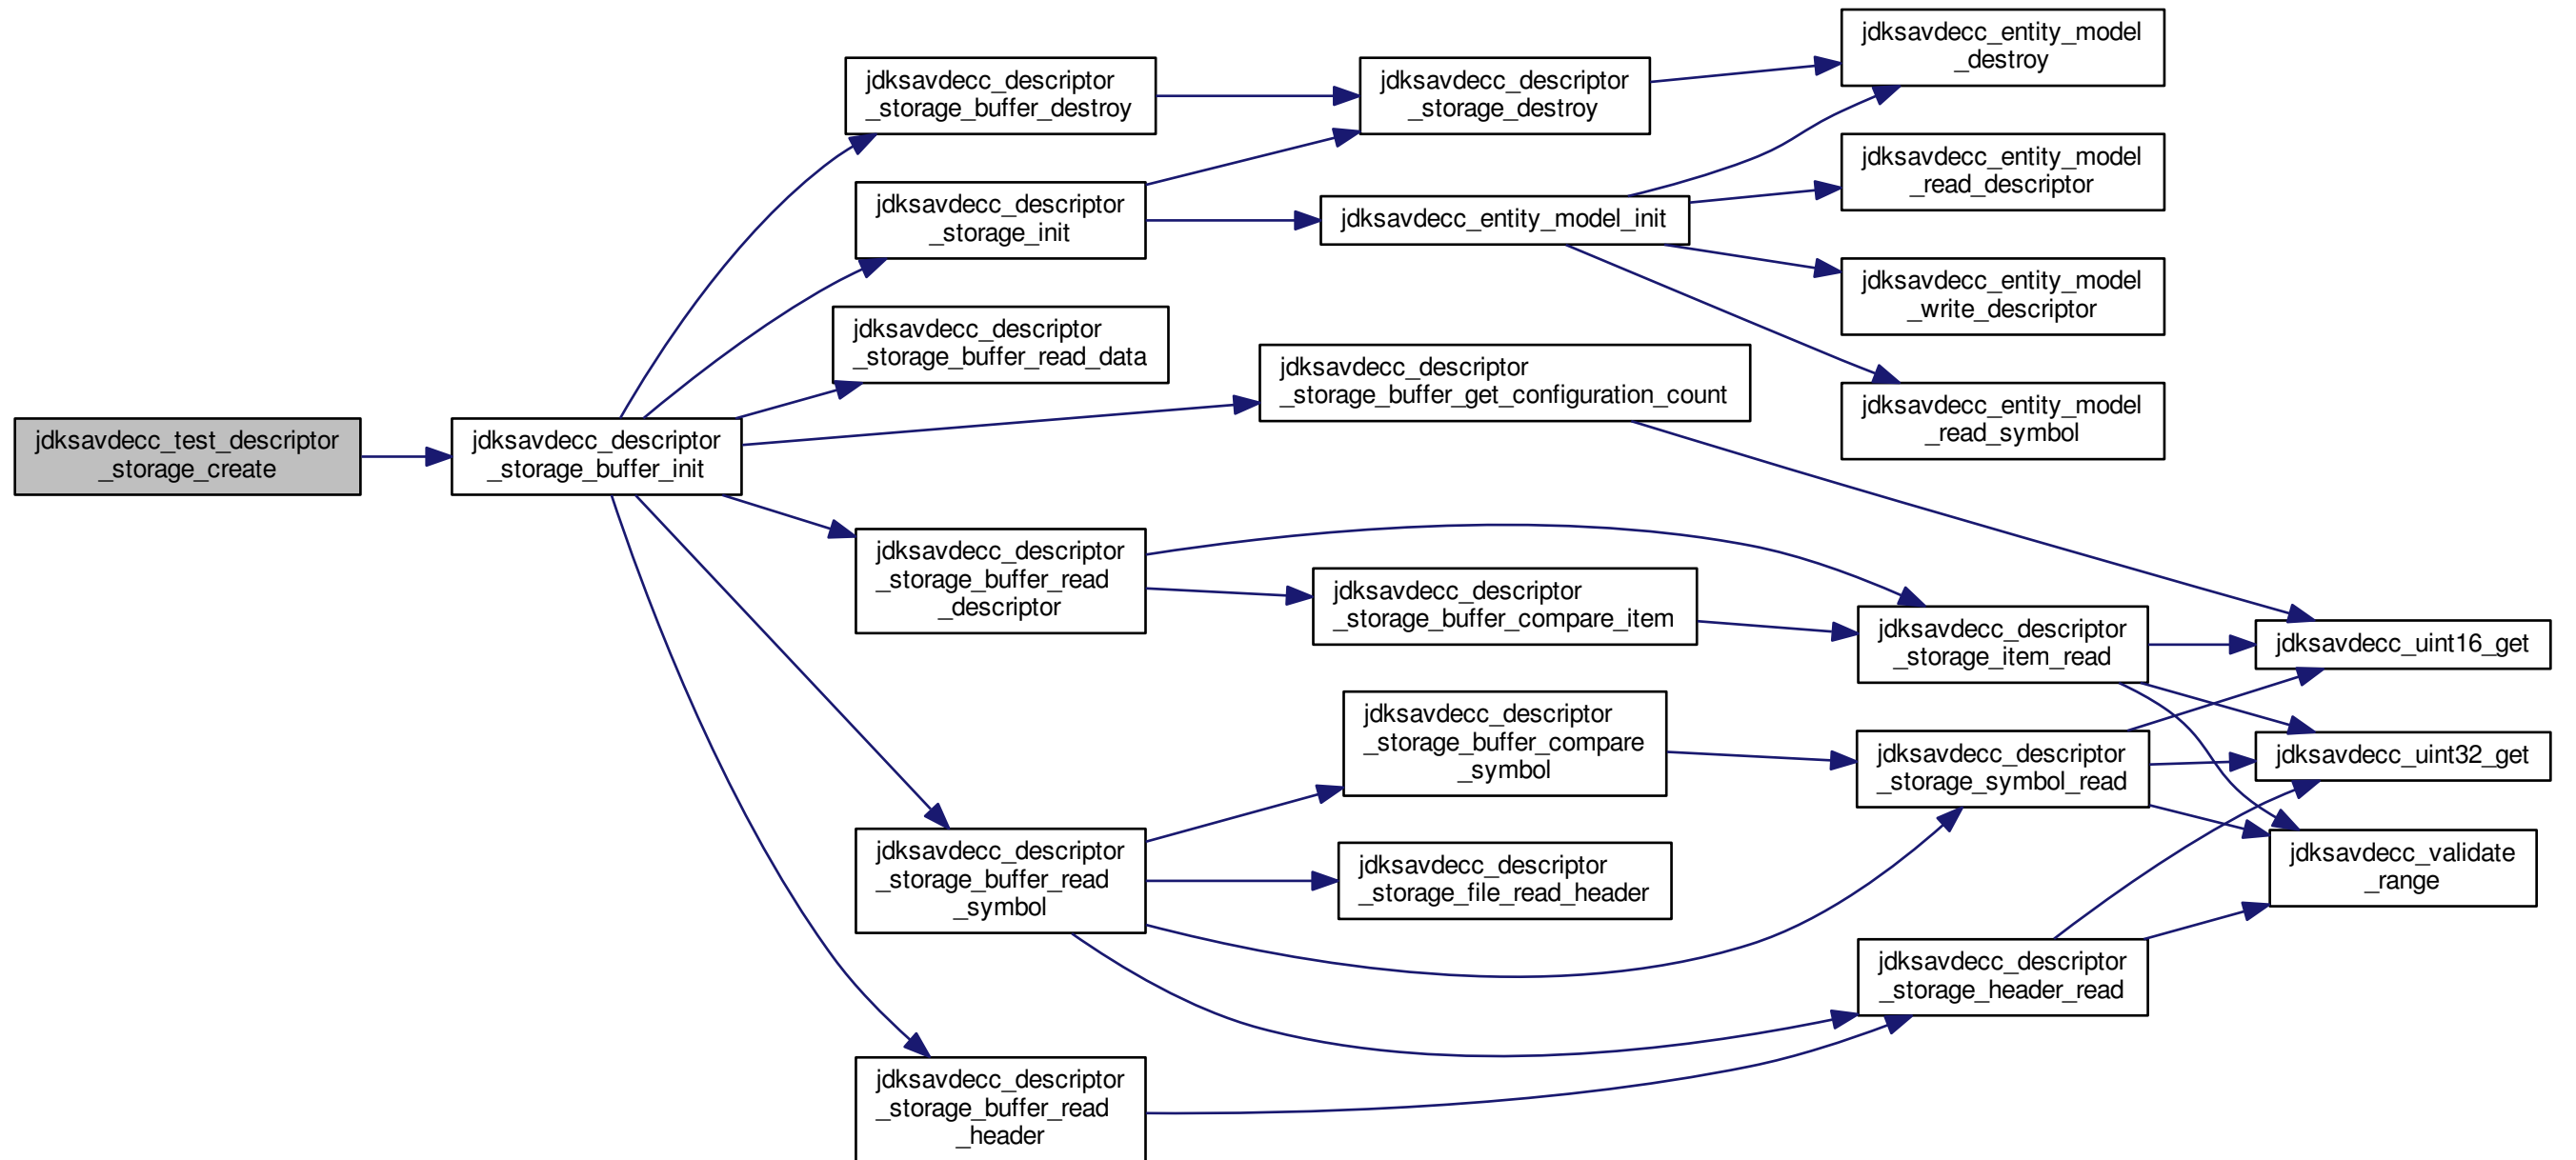 jdksavdecc_test_descriptor
_storage_create
jdksavdecc_descriptor
_storage_buffer_init
jdksavdecc_descriptor
_storage_buffer_destroy
jdksavdecc_descriptor
_storage_init
jdksavdecc_descriptor
_storage_buffer_read_data
jdksavdecc_descriptor
_storage_buffer_read
_descriptor
jdksavdecc_descriptor
_storage_buffer_read
_symbol
jdksavdecc_descriptor
_storage_buffer_read
_header
jdksavdecc_descriptor
_storage_destroy
jdksavdecc_entity_model_init
jdksavdecc_descriptor
_storage_buffer_get_configuration_count
jdksavdecc_descriptor
_storage_buffer_compare_item
jdksavdecc_descriptor
_storage_buffer_compare
_symbol
jdksavdecc_descriptor
_storage_file_read_header
jdksavdecc_entity_model
_destroy
jdksavdecc_entity_model
_read_descriptor
jdksavdecc_entity_model
_write_descriptor
jdksavdecc_entity_model
_read_symbol
jdksavdecc_descriptor
_storage_item_read
jdksavdecc_descriptor
_storage_symbol_read
jdksavdecc_descriptor
_storage_header_read
jdksavdecc_uint16_get
jdksavdecc_uint32_get
jdksavdecc_validate
_range